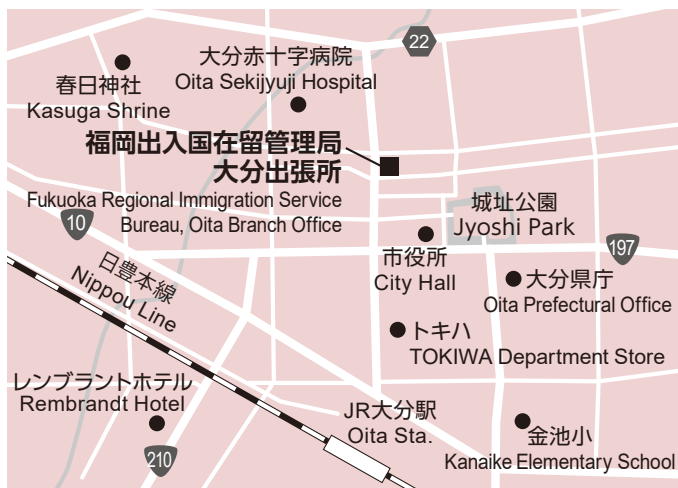 22
春日神社
Kasuga Shrine
大分赤十字病院
Oita Sekijyuji Hospital
福岡出入国在留管理局
大分出張所
Fukuoka Regional Immigration Service
Bureau, Oita Branch Office
10
城址公園
Jyoshi Park
197
市役所
City Hall
日豊本線
Nippou Line
大分県庁
Oita Prefectural Office
トキハ
TOKIWA Department Store
レンブラントホテル
Rembrandt Hotel
JR大分駅
Oita Sta.
210
金池小
Kanaike Elementary School